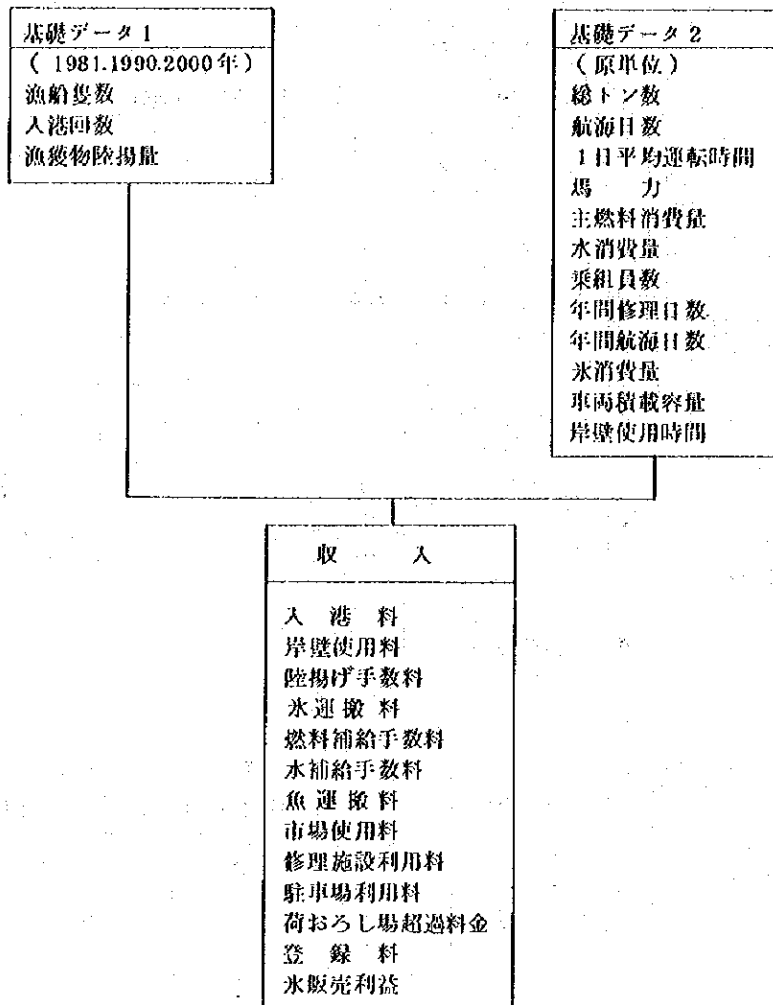 基礎データ1
(1981.1990.2000年)
漁船隻数
入港回数
漁獲物陸揚量
基礎データ2
(原単位)
総トン数
航海日数
1日平均運転時間
馬 力
主燃料消費量
水消費量
乗組員数
年間修理日数
年間航海日数
氷消費量
車両積載容量
岸壁使用時間
収 入
入 港 料
岸壁使用料
陸揚げ手数料
氷運搬料
燃料補給手数料
水補給手数料
魚運搬料
市場使用料
修理施設利用料
駐車場利用料
荷おろし場超過料金
登 録 料
氷販売利益